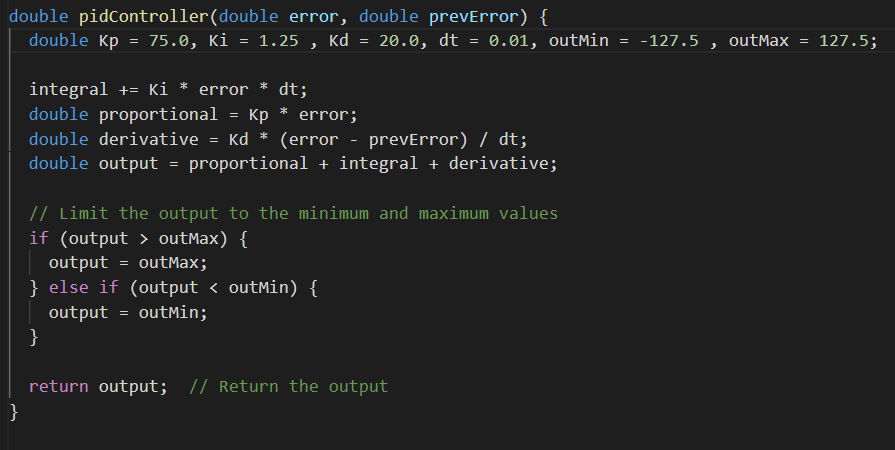 double pidController(double error, double prevError) {
double Kp = 75.0, Ki = 1.25 , Kd = 20.0, dt = 0.01, outMin = -127.5 , outMax = 127.5;
integral += Ki * error * dt;
double proportional = Kp * error;
double derivative = Kd * (error - prevError) / dt;
double output = proportional + integral + derivative;
// Limit the output to the minimum and maximum values
if (output > outMax) {
output = outMax;
} else if (output < outMin) {
output = outMin;
}
return output;  // Return the output
}